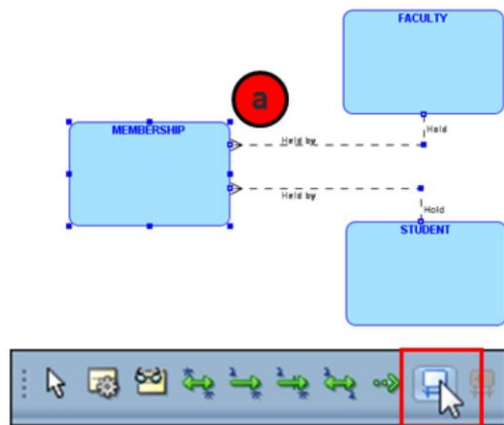 FACULTY
a
MEMBERSHIP
Hold
Held by
Held by
Hold
STUDENT